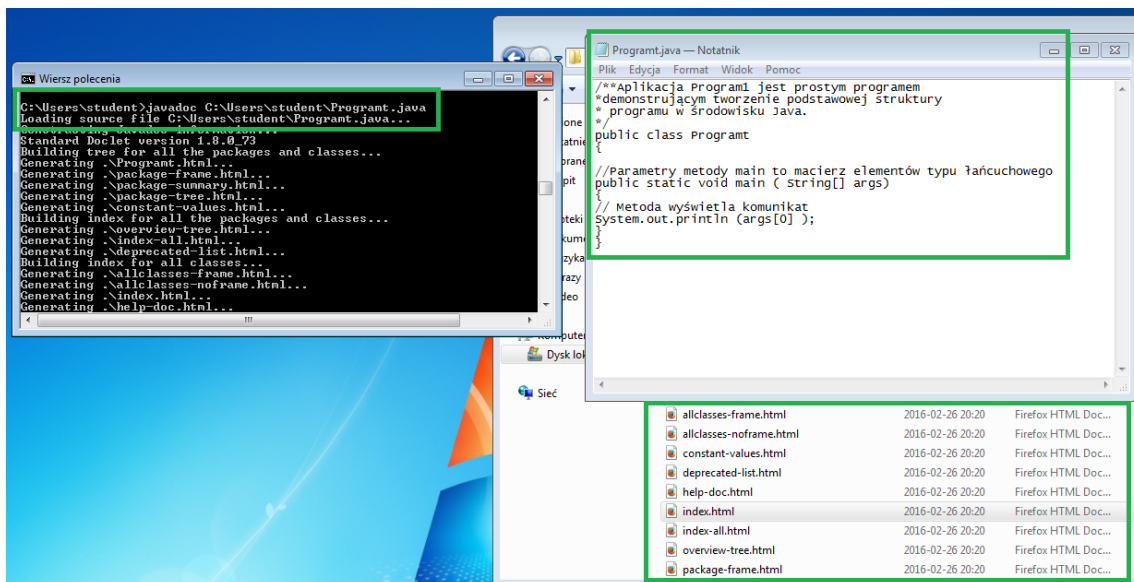 Wiersz polecenia
C:\Users\student>javadoc C:\Users\student\Programt.java
Loading source file C:\Users\student\Programt.java...
Constructing Javadoc information...
Standard Doclet version 1.8.0_73
Building tree for all the packages and classes...
Generating .\Programt.html...
Generating .\package-frame.html...
Generating .\package-summary.html...
Generating .\package-tree.html...
Generating .\constant-values.html...
Building index for all the packages and classes...
Generating .\overview-tree.html...
Generating .\index-all.html...
Generating .\deprecated-list.html...
Building index for all classes...
Generating .\allclasses-frame.html...
Generating .\allclasses-noframe.html...
Generating .\index.html...
Generating .\help-doc.html...
Programt.java — Notatnik
Plik Edycja Format Widok Pomoc
/**Aplikacja Program1 jest prostym programem
*demonstrującym tworzenie podstawowej struktury
* programu w środowisku Java.
*/
public class Programt
{
//Parametry metody main to macierz elementów typu łańcuchowego
public static void main ( String[] args)
{
// Metoda wyświetla komunikat
System.out.println (args[0] );
}
}
Dysk lok
Sieć
allclasses-frame.html 2016-02-26 20:20 Firefox HTML Doc...
allclasses-noframe.html 2016-02-26 20:20 Firefox HTML Doc...
constant-values.html 2016-02-26 20:20 Firefox HTML Doc...
deprecated-list.html 2016-02-26 20:20 Firefox HTML Doc...
help-doc.html 2016-02-26 20:20 Firefox HTML Doc...
index.html 2016-02-26 20:20 Firefox HTML Doc...
index-all.html 2016-02-26 20:20 Firefox HTML Doc...
overview-tree.html 2016-02-26 20:20 Firefox HTML Doc...
package-frame.html 2016-02-26 20:20 Firefox HTML Doc...